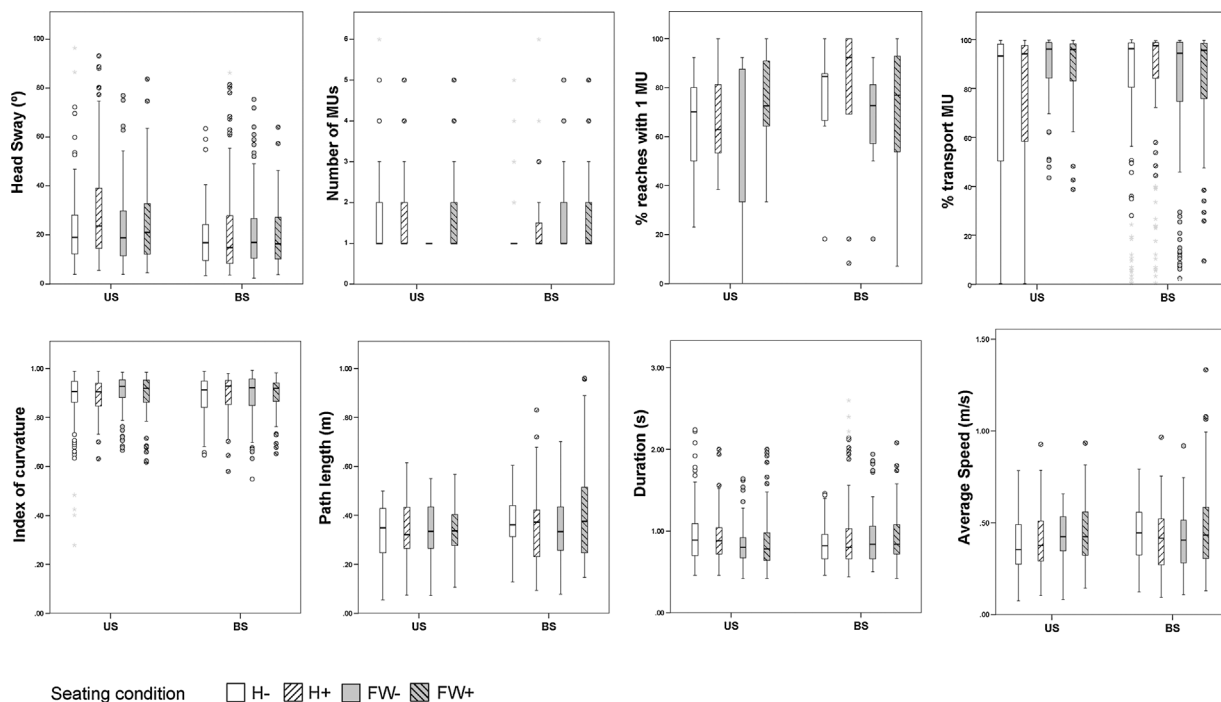 Head Sway (º)
100
80
60
40
20
0
US
BS
Number of MUs
6
5
4
3
2
1
0
US
BS
% reaches with 1 MU
100
80
60
40
20
0
US
BS
% transport MU
100
80
60
40
20
0
US
BS
Index of curvature
1.00
.80
.60
.40
.20
.00
US
BS
Path length (m)
1.00
.80
.60
.40
.20
.00
US
BS
Duration (s)
3.00
2.00
1.00
.00
US
BS
Average Speed (m/s)
1.50
1.00
.50
.00
US
BS
Seating condition H- H+ FW- FW+